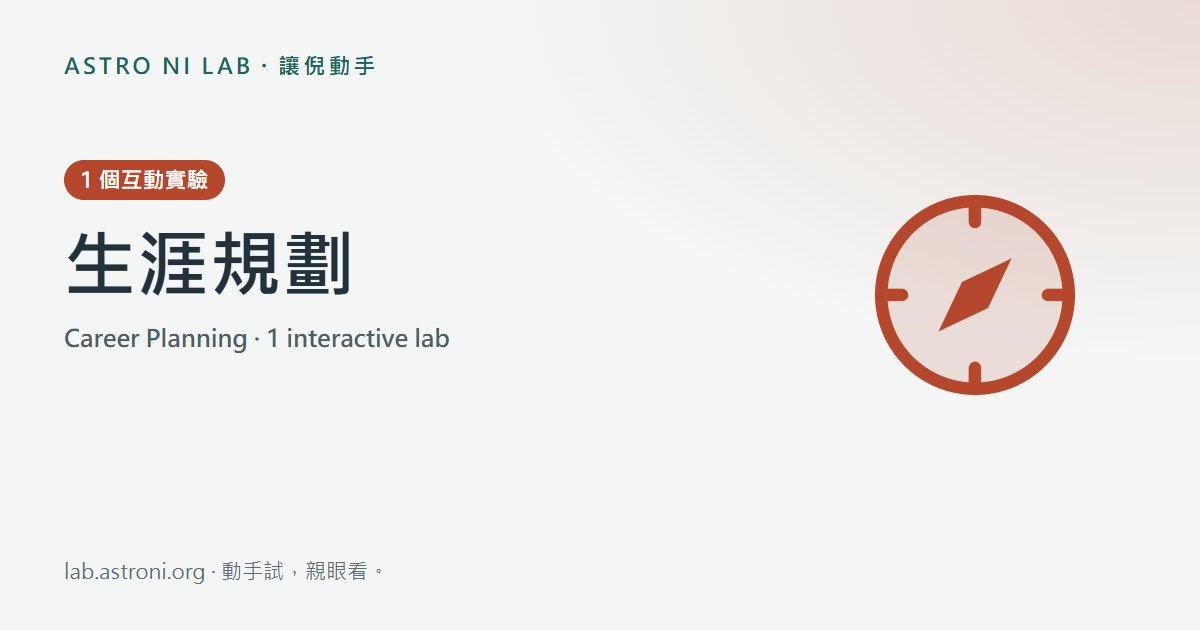 ASTRO NI LAB · 讓倪動手
1 個互動實驗
生涯規劃
Career Planning · 1 interactive lab
lab.astroni.org · 動手試，親眼看。